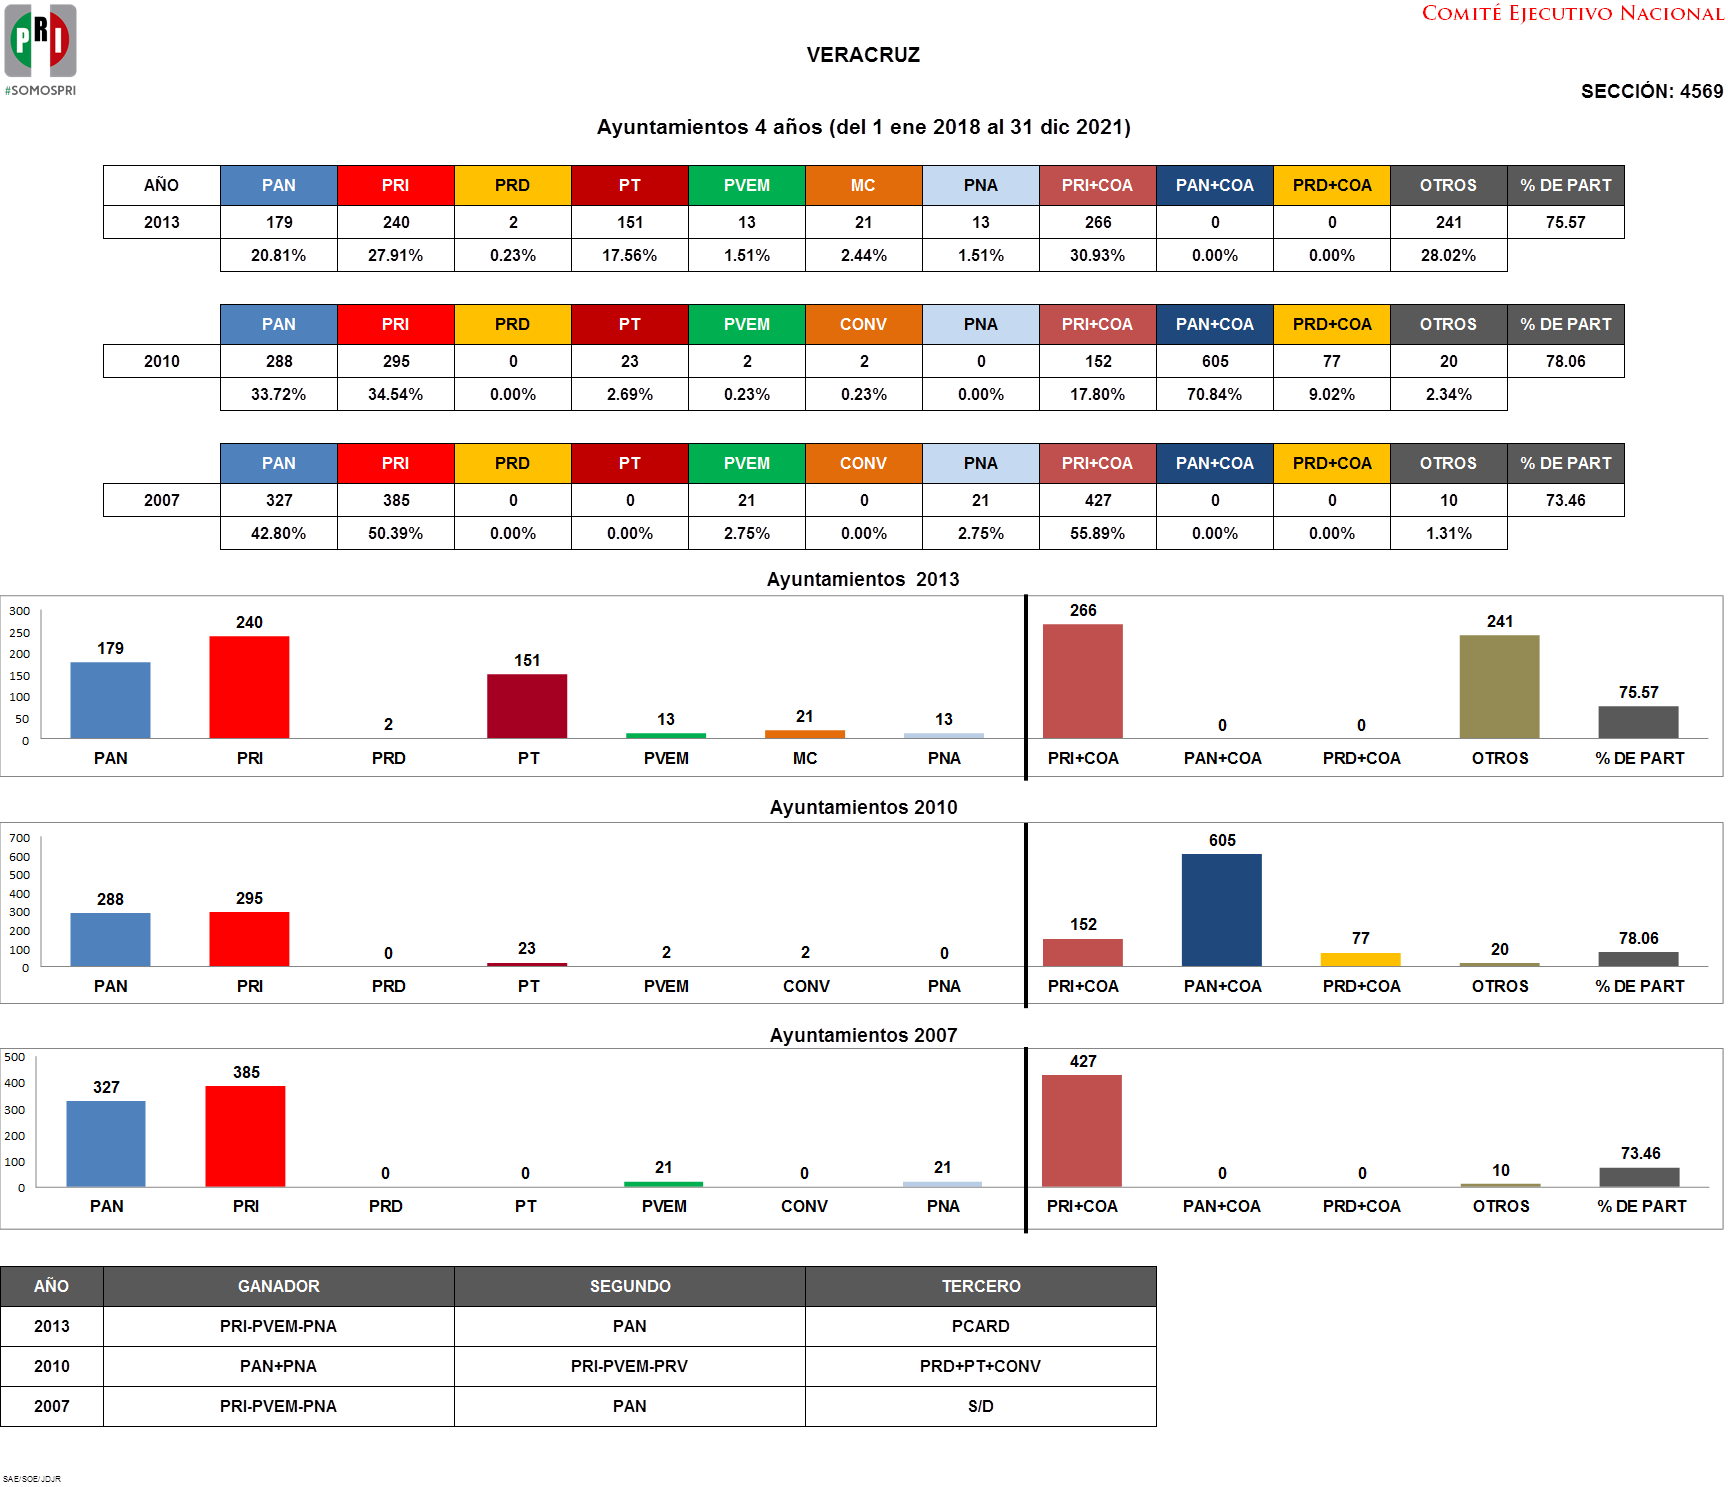 PRI
#SOMOSPRI
COMITÉ EJECUTIVO NACIONAL
VERACRUZ
SECCIÓN: 4569
Ayuntamientos 4 años (del 1 ene 2018 al 31 dic 2021)
AÑO PAN PRI PRD PT PVEM MC PNA PRI+COA PAN+COA PRD+COA OTROS % DE PART
2013 179 240 2 151 13 21 13 266 0 0 241 75.57
20.81% 27.91% 0.23% 17.56% 1.51% 2.44% 1.51% 30.93% 0.00% 0.00% 28.02%
PAN PRI PRD PT PVEM CONV PNA PRI+COA PAN+COA PRD+COA OTROS % DE PART
2010 288 295 0 23 2 2 0 152 605 77 20 78.06
33.72% 34.54% 0.00% 2.69% 0.23% 0.23% 0.00% 17.80% 70.84% 9.02% 2.34%
PAN PRI PRD PT PVEM CONV PNA PRI+COA PAN+COA PRD+COA OTROS % DE PART
2007 327 385 0 0 21 0 21 427 0 0 10 73.46
42.80% 50.39% 0.00% 0.00% 2.75% 0.00% 2.75% 55.89% 0.00% 0.00% 1.31%
Ayuntamientos 2013
300
250
200
150
100
50
0
179 240 2 151 13 21 13 266 0 0 241 75.57
PAN PRI PRD PT PVEM MC PNA PRI+COA PAN+COA PRD+COA OTROS % DE PART
Ayuntamientos 2010
700
600
500
400
300
200
100
0
288 295 0 23 2 2 0 152 605 77 20 78.06
PAN PRI PRD PT PVEM CONV PNA PRI+COA PAN+COA PRD+COA OTROS % DE PART
Ayuntamientos 2007
500
400
300
200
100
0
327 385 0 0 21 0 21 427 0 0 10 73.46
PAN PRI PRD PT PVEM CONV PNA PRI+COA PAN+COA PRD+COA OTROS % DE PART
AÑO GANADOR SEGUNDO TERCERO
2013 PRI-PVEM-PNA PAN PCARD
2010 PAN+PNA PRI-PVEM-PRV PRD+PT+CONV
2007 PRI-PVEM-PNA PAN S/D
SAE/SOE/JDJR